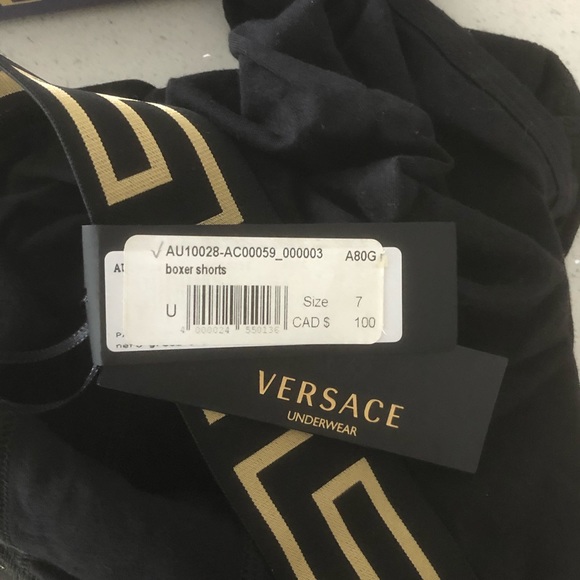 AU10028-AC00059_000003 A80G
boxer shorts
U Size 7
CAD $ 100
VERSACE
UNDERWEAR